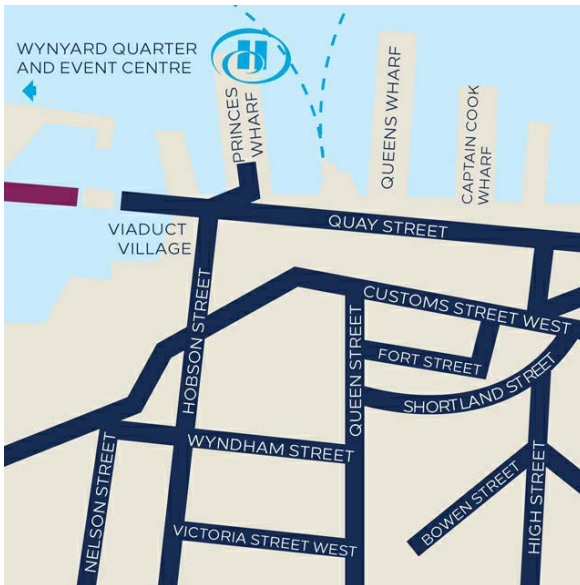 WYNYARD QUARTER
AND EVENT CENTRE
PRINCES
WHARF
QUEENS WHARF
CAPTAIN COOK
WHARF
QUAY STREET
VIADUCT
VILLAGE
CUSTOMS STREET WEST
HOBSON STREET
QUEEN STREET
FORT STREET
SHORTLAND STREET
WYNDHAM STREET
NELSON STREET
VICTORIA STREET WEST
BOWEN STREET
HIGH STREET